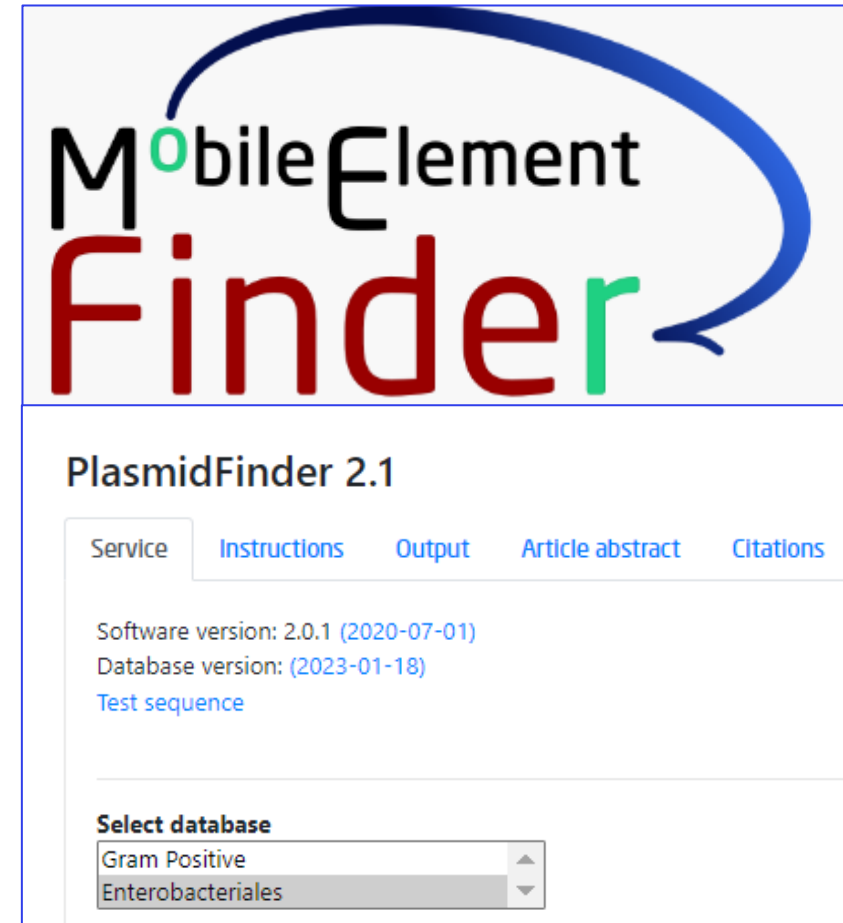 MobileElement
Finder
PlasmidFinder 2.1
Service Instructions Output Article abstract Citations
Software version: 2.0.1 (2020-07-01)
Database version: (2023-01-18)
Test sequence
Select database
Gram Positive
Enterobacteriales